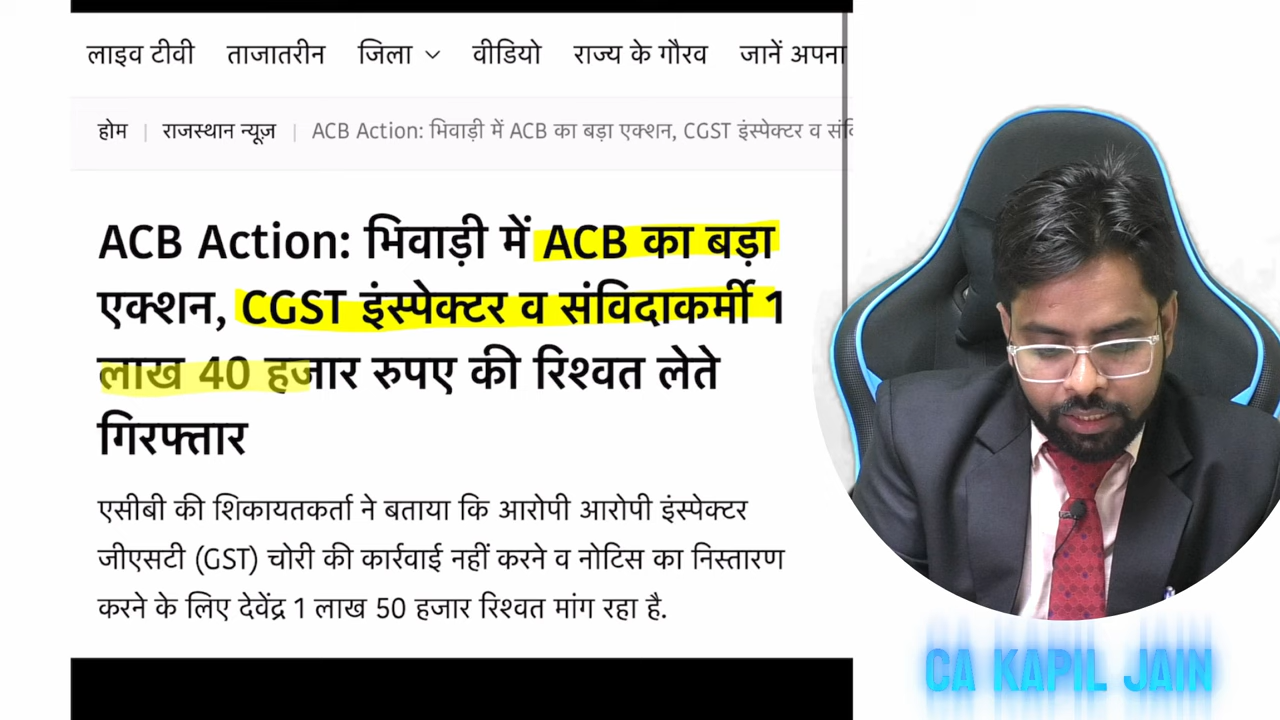 लाइव टीवी ताजातरीन जिला वीडियो राज्य के गौरव जानें अपना
होम | राजस्थान न्यूज़ | ACB Action: भिवाड़ी में ACB का बड़ा एक्शन, CGST इंस्पेक्टर व
ACB Action: भिवाड़ी में ACB का बड़ा
एक्शन, CGST इंस्पेक्टर व संविदाकर्मी 1
लाख 40 हजार रुपए की रिश्वत लेते
गिरफ्तार
एसीबी की शिकायतकर्ता ने बताया कि आरोपी आरोपी इंस्पेक्टर
जीएसटी (GST) चोरी की कार्रवाई नहीं करने व नोटिस का निस्तारण
करने के लिए देवेंद्र 1 लाख 50 हजार रिश्वत मांग रहा है.
CA KAPIL JAIN